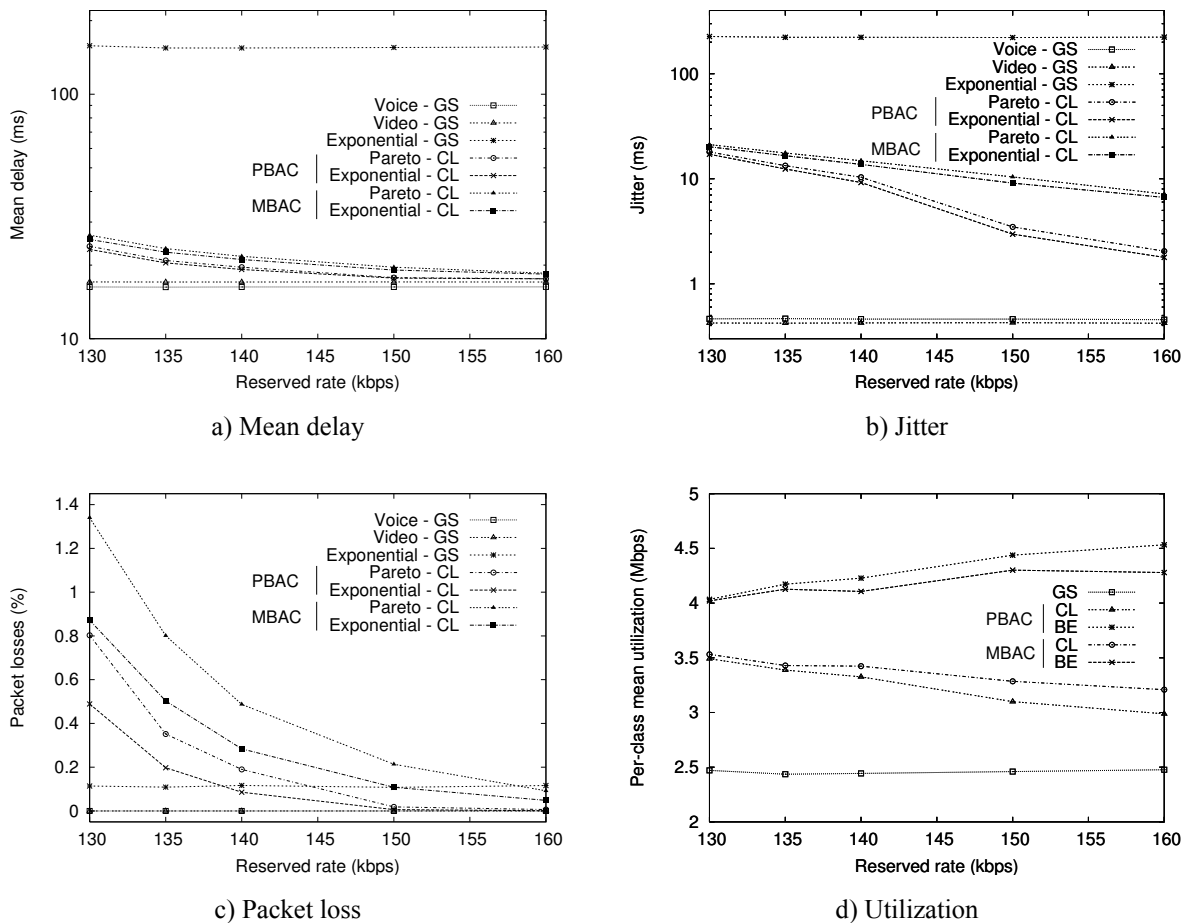 Mean delay (ms)
100
10
Voice - GS
Video - GS
Exponential - GS
PBAC
Pareto - CL
Exponential - CL
MBAC
Pareto - CL
Exponential - CL
130 135 140 145 150 155 160
Reserved rate (kbps)
a) Mean delay
Jitter (ms)
100
10
1
Voice - GS
Video - GS
Exponential - GS
PBAC
Pareto - CL
Exponential - CL
MBAC
Pareto - CL
Exponential - CL
130 135 140 145 150 155 160
Reserved rate (kbps)
b) Jitter
Packet losses (%)
1.4
1.2
1
0.8
0.6
0.4
0.2
0
Voice - GS
Video - GS
Exponential - GS
PBAC
Pareto - CL
Exponential - CL
MBAC
Pareto - CL
Exponential - CL
130 135 140 145 150 155 160
Reserved rate (kbps)
c) Packet loss
Per-class mean utilization (Mbps)
5
4.5
4
3.5
3
2.5
2
GS
PBAC
CL
BE
MBAC
CL
BE
130 135 140 145 150 155 160
Reserved rate (kbps)
d) Utilization